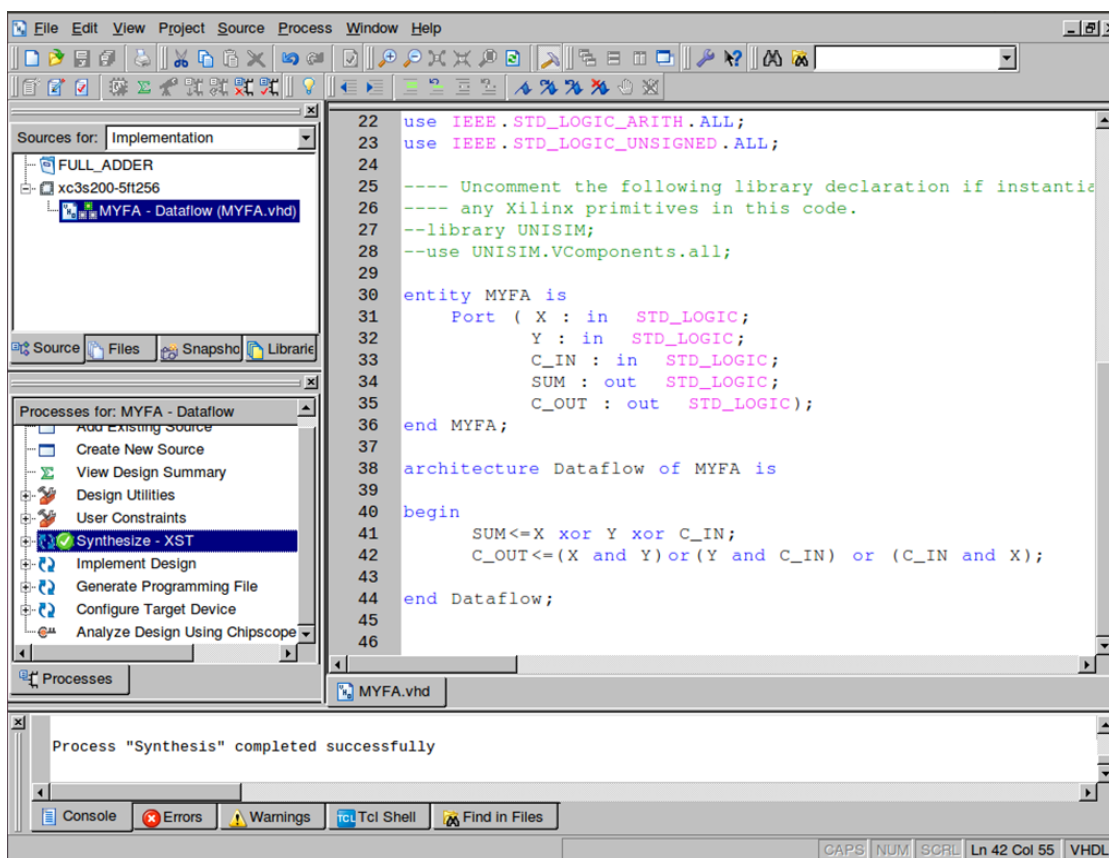 File Edit View Project Source Process Window Help
Sources for: Implementation
FULL_ADDER
xc3s200-5ft256
MYFA - Dataflow (MYFA.vhd)
Source Files Snapsho Librarie
Processes for: MYFA - Dataflow
Add Existing Source
Create New Source
View Design Summary
Design Utilities
User Constraints
Synthesize - XST
Implement Design
Generate Programming File
Configure Target Device
Analyze Design Using Chipscope
Processes
22 use IEEE.STD_LOGIC_ARITH.ALL;
23 use IEEE.STD_LOGIC_UNSIGNED.ALL;
24
25 ---- Uncomment the following library declaration if instantia
26 ---- any Xilinx primitives in this code.
27 --library UNISIM;
28 --use UNISIM.VComponents.all;
29
30 entity MYFA is
31 Port ( X : in STD_LOGIC;
32 Y : in STD_LOGIC;
33 C_IN : in STD_LOGIC;
34 SUM : out STD_LOGIC;
35 C_OUT : out STD_LOGIC);
36 end MYFA;
37
38 architecture Dataflow of MYFA is
39
40 begin
41 SUM<=X xor Y xor C_IN;
42 C_OUT<=(X and Y)or(Y and C_IN) or (C_IN and X);
43
44 end Dataflow;
45
46
MYFA.vhd
Process "Synthesis" completed successfully
Console Errors Warnings TCL Tcl Shell Find in Files
CAPS NUM SCRL Ln 42 Col 55 VHDL